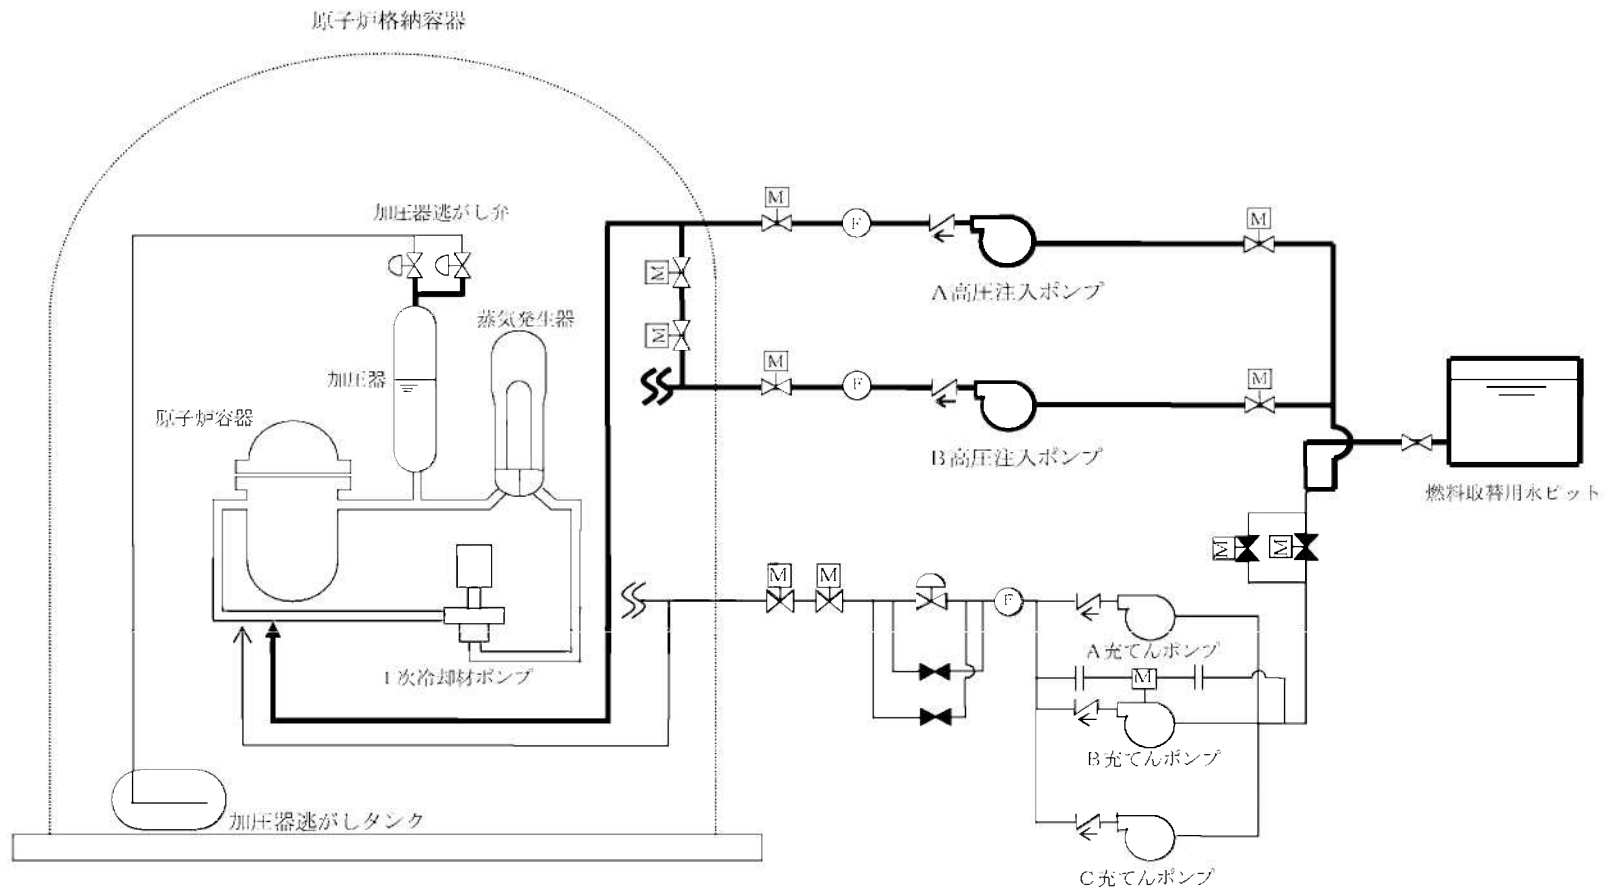 原子炉格納容器
加圧器逃がし弁
M
F
M
A高圧注入ポンプ
M
蒸気発生器
M
M
F
M
加圧器
原子炉容器
B高圧注入ポンプ
燃料取替用水ピット
M
M
M
M
F
A充てんポンプ
1次冷却材ポンプ
M
B充てんポンプ
加圧器逃がしタンク
C充てんポンプ